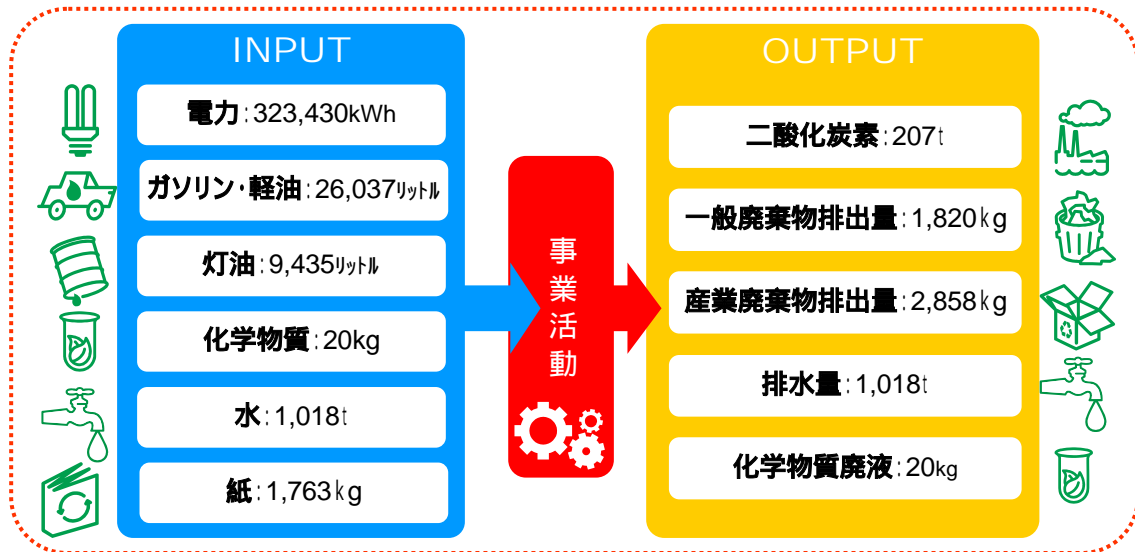 INPUT
電力:323,430kWh
ガソリン・軽油:26,037リットル
灯油:9,435リットル
化学物質:20kg
水:1,018t
紙:1,763kg
事業活動
OUTPUT
二酸化炭素:207t
一般廃棄物排出量:1,820kg
産業廃棄物排出量:2,858kg
排水量:1,018t
化学物質廃液:20kg